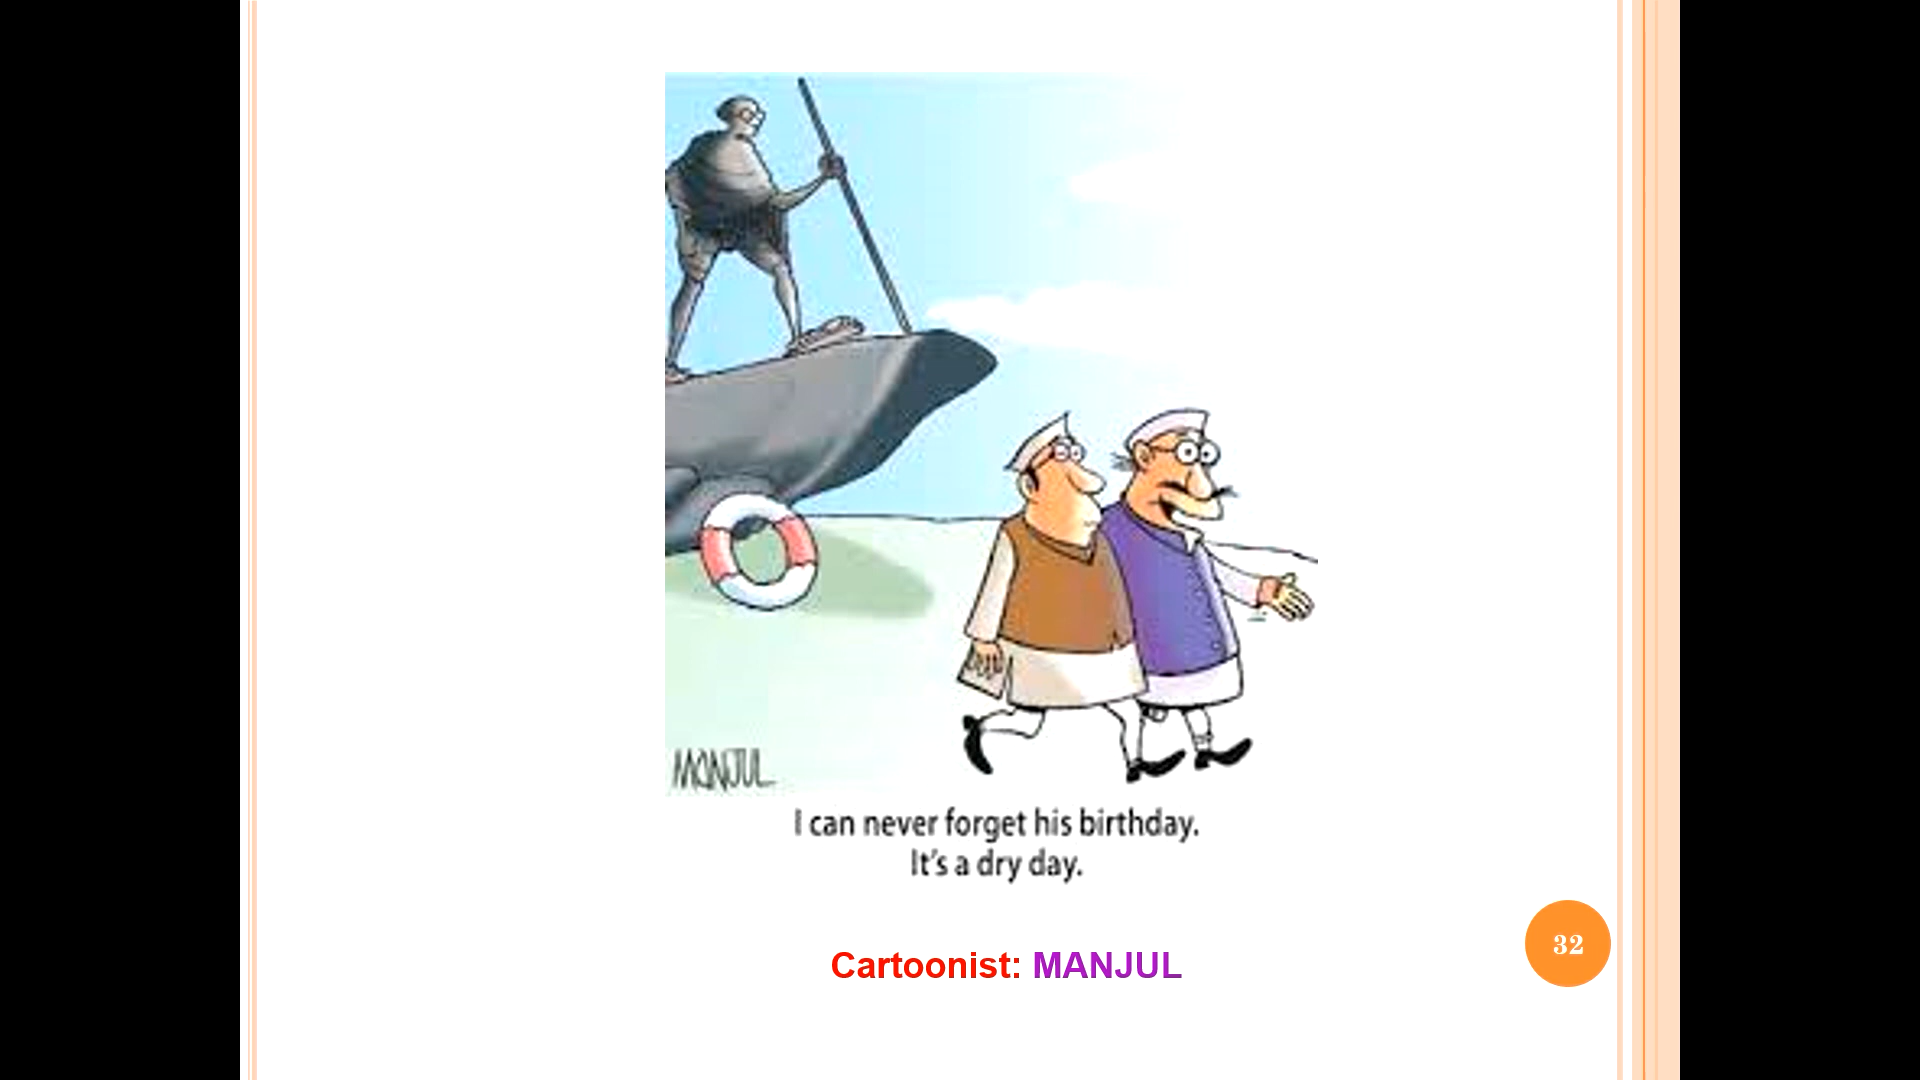 MANJUL
I can never forget his birthday.
It's a dry day.
Cartoonist: MANJUL
32